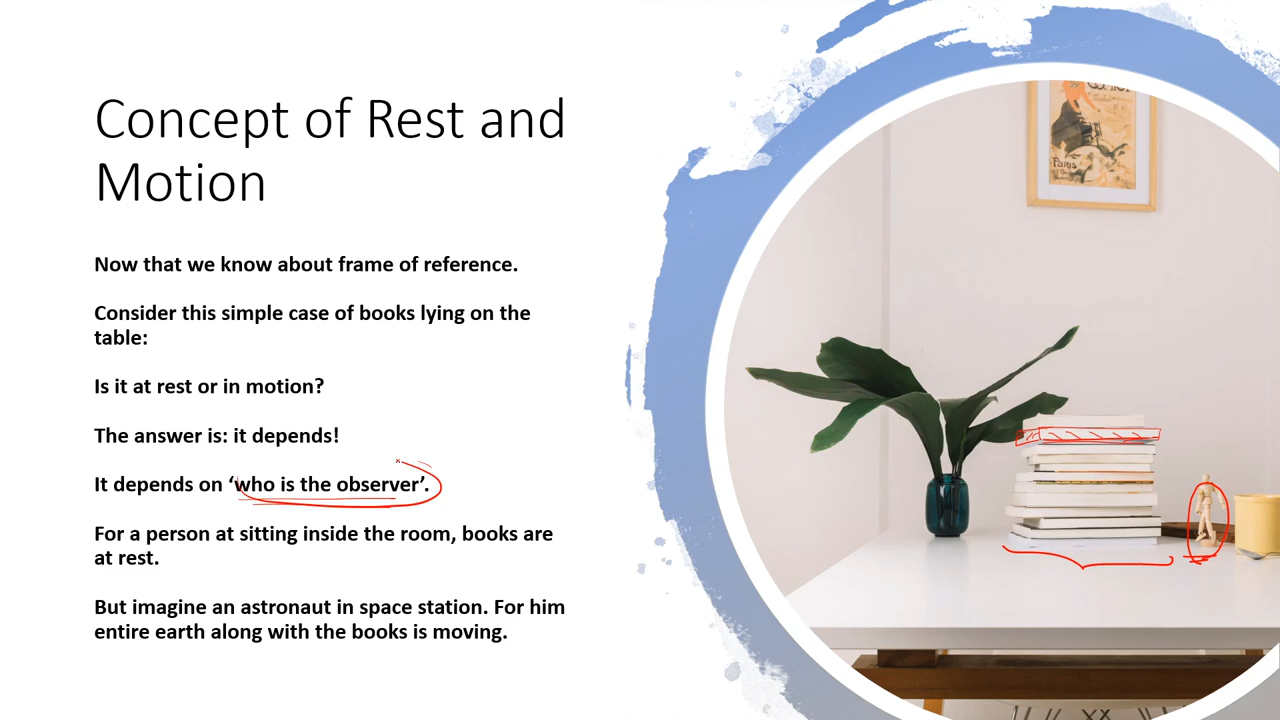 Concept of Rest and
Motion
Now that we know about frame of reference.
Consider this simple case of books lying on the
table:
Is it at rest or in motion?
The answer is: it depends!
It depends on ‘who is the observer’.
For a person at sitting inside the room, books are
at rest.
But imagine an astronaut in space station. For him
entire earth along with the books is moving.
Paris